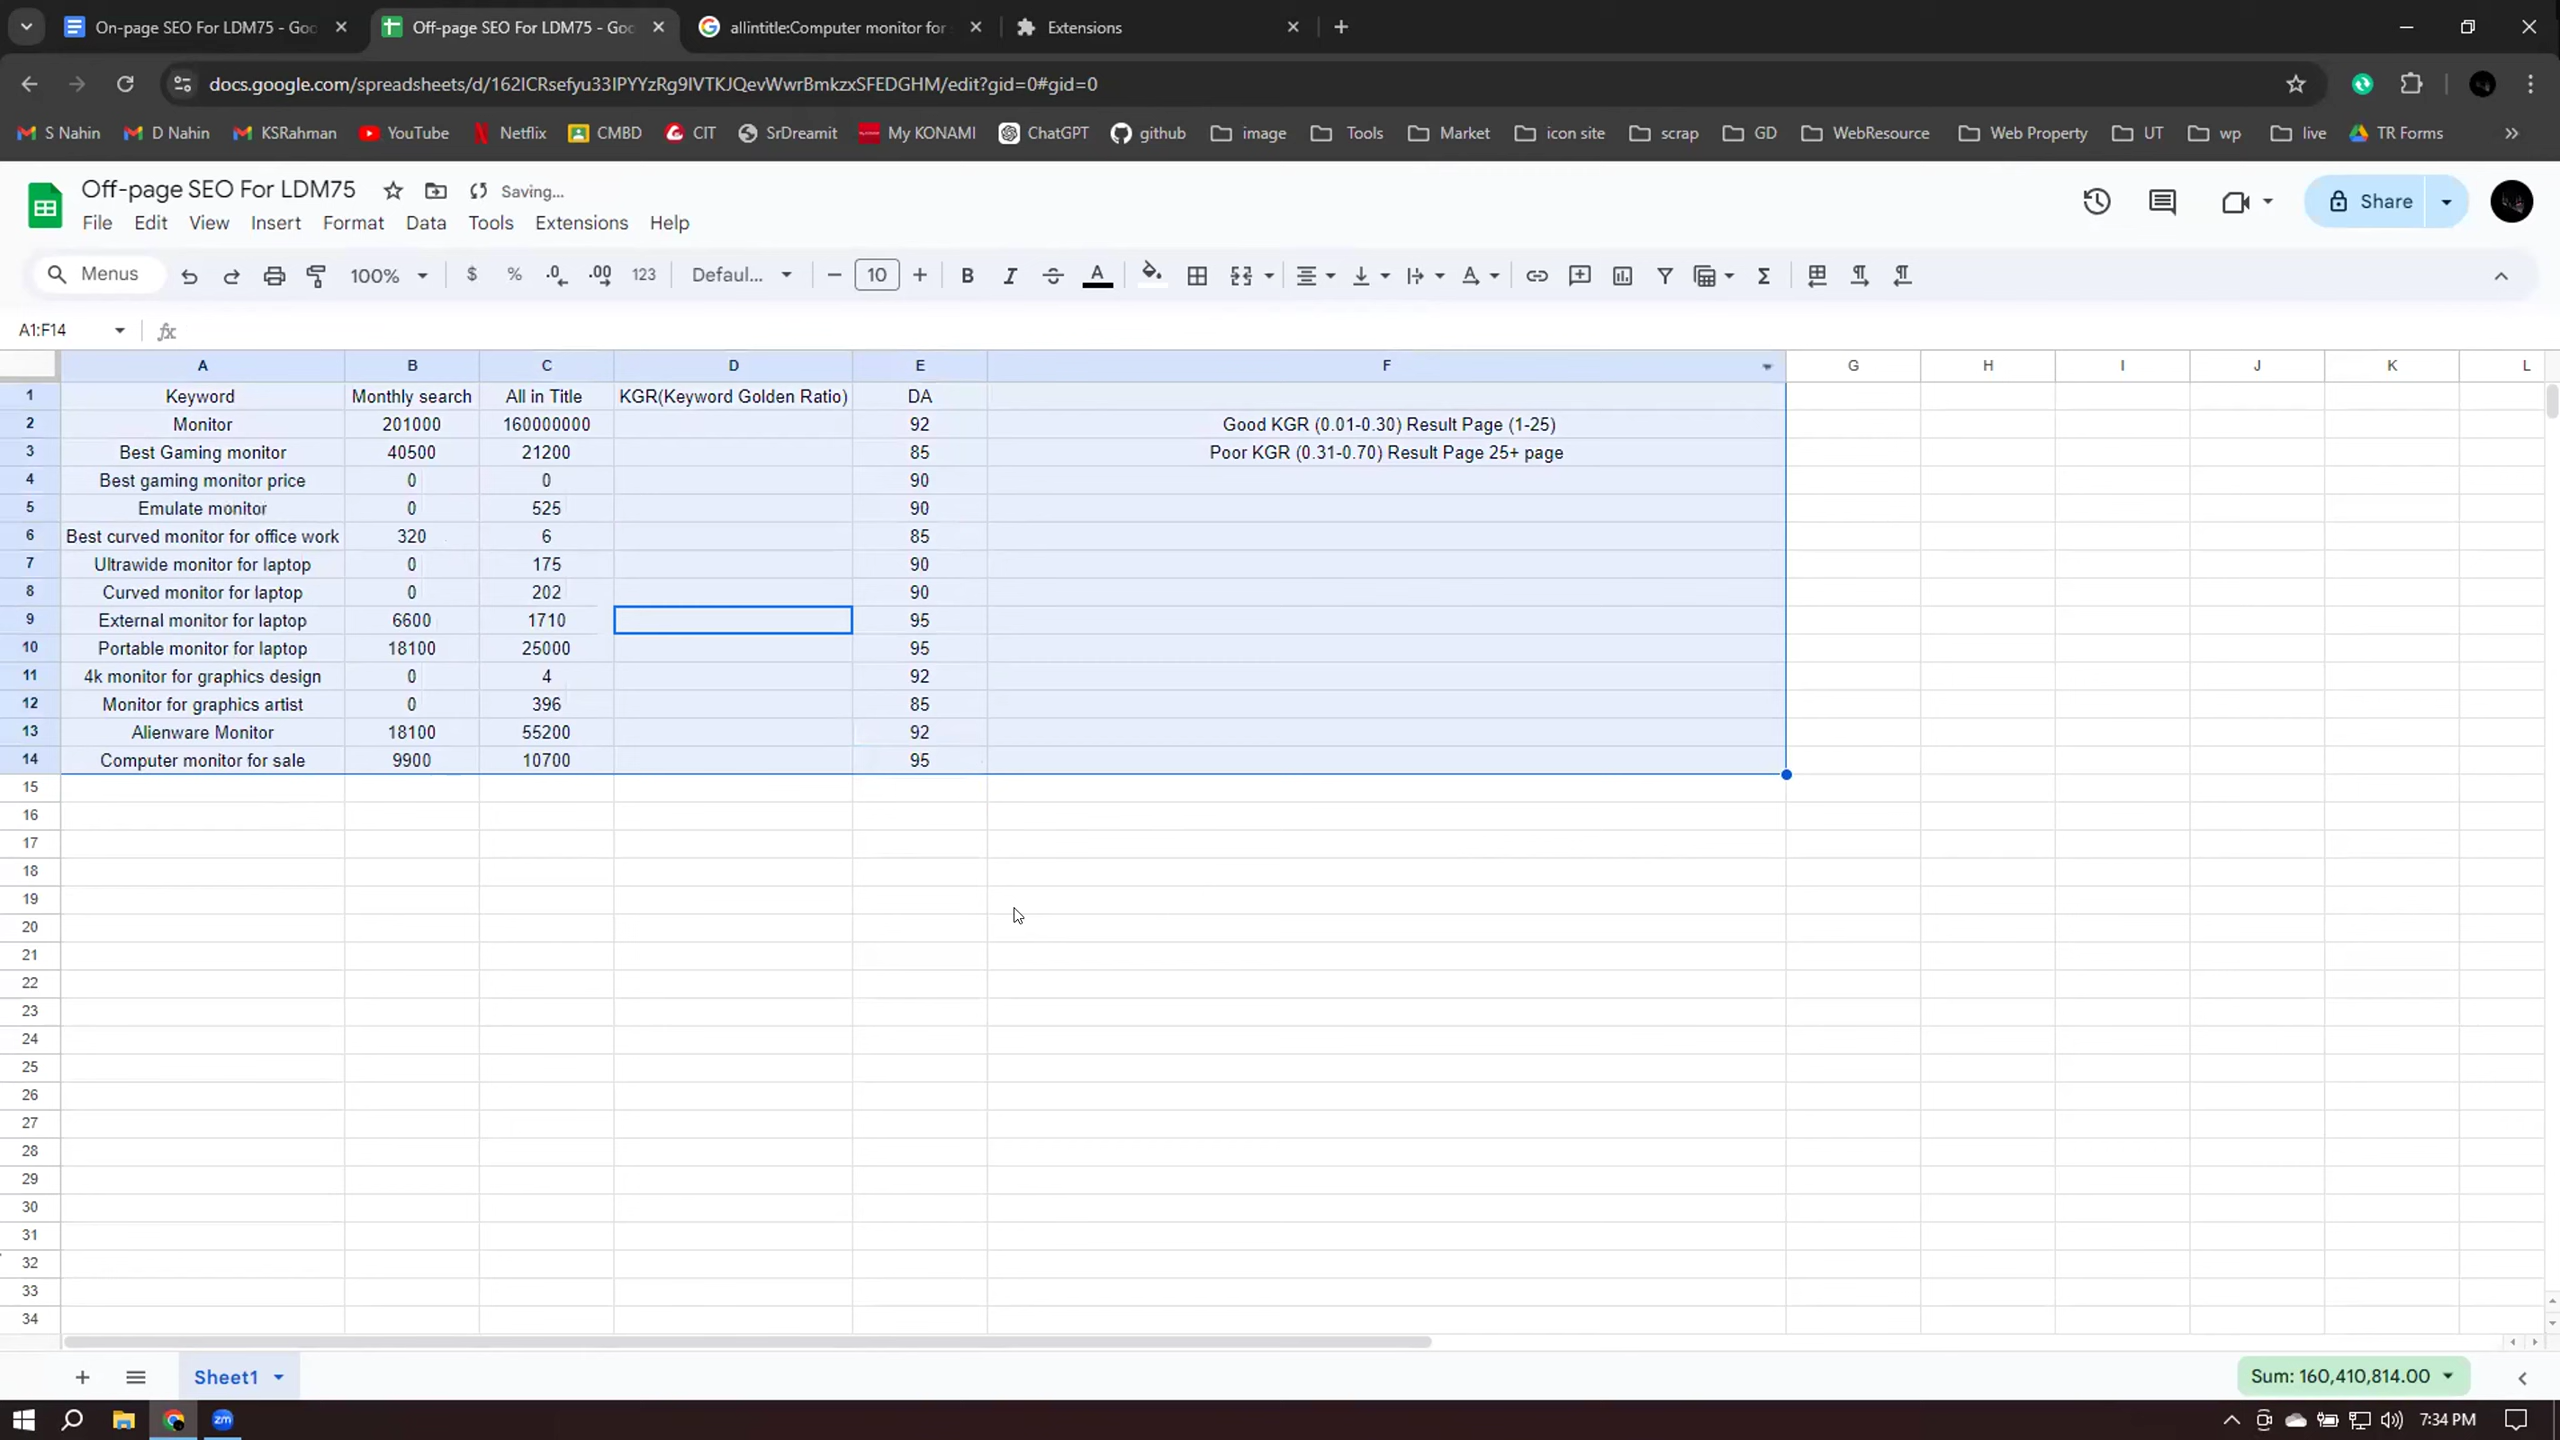 On-page SEO For LDM75 - Goo
Off-page SEO For LDM75 - Goo
allintitle:Computer monitor for
Extensions
docs.google.com/spreadsheets/d/162ICRsefyu33IPYYzRg9IVTKJQevWwrBmkzxSFEDGHM/edit?gid=0#gid=0
S Nahin D Nahin KSRahman YouTube Netflix CMBD CIT SrDreamit My KONAMI ChatGPT github image Tools Market icon site scrap GD WebResource Web Property UT wp live TR Forms
Off-page SEO For LDM75 Saving...
Share
File Edit View Insert Format Data Tools Extensions Help
Menus 100% $ % .0 .00 123 Defaul... 10 B I A Σ
A1:F14 fx
A B C D E F G H I J K L
1 Keyword Monthly search All in Title KGR(Keyword Golden Ratio) DA
2 Monitor 201000 160000000 92 Good KGR (0.01-0.30) Result Page (1-25)
3 Best Gaming monitor 40500 21200 85 Poor KGR (0.31-0.70) Result Page 25+ page
4 Best gaming monitor price 0 0 90
5 Emulate monitor 0 525 90
6 Best curved monitor for office work 320 6 85
7 Ultrawide monitor for laptop 0 175 90
8 Curved monitor for laptop 0 202 90
9 External monitor for laptop 6600 1710 95
10 Portable monitor for laptop 18100 25000 95
11 4k monitor for graphics design 0 4 92
12 Monitor for graphics artist 0 396 85
13 Alienware Monitor 18100 55200 92
14 Computer monitor for sale 9900 10700 95
15
16
17
18
19
20
21
22
23
24
25
26
27
28
29
30
31
32
33
34
Sheet1
Sum: 160,410,814.00
zm
7:34 PM